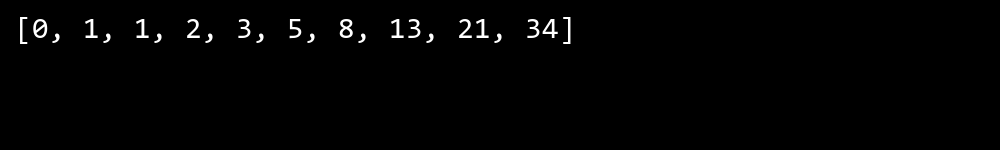 [0, 1, 1, 2, 3, 5, 8, 13, 21, 34]